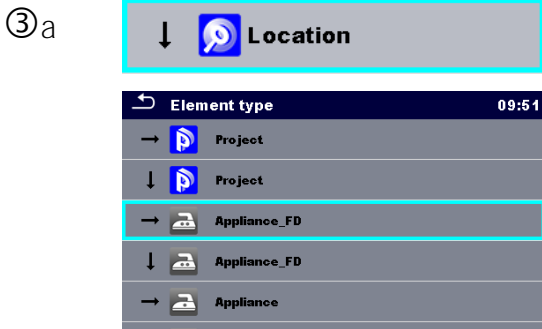 ③a
↓ Location
Element type 09:51
→ Project
↓ Project
→ Appliance_FD
↓ Appliance_FD
→ Appliance